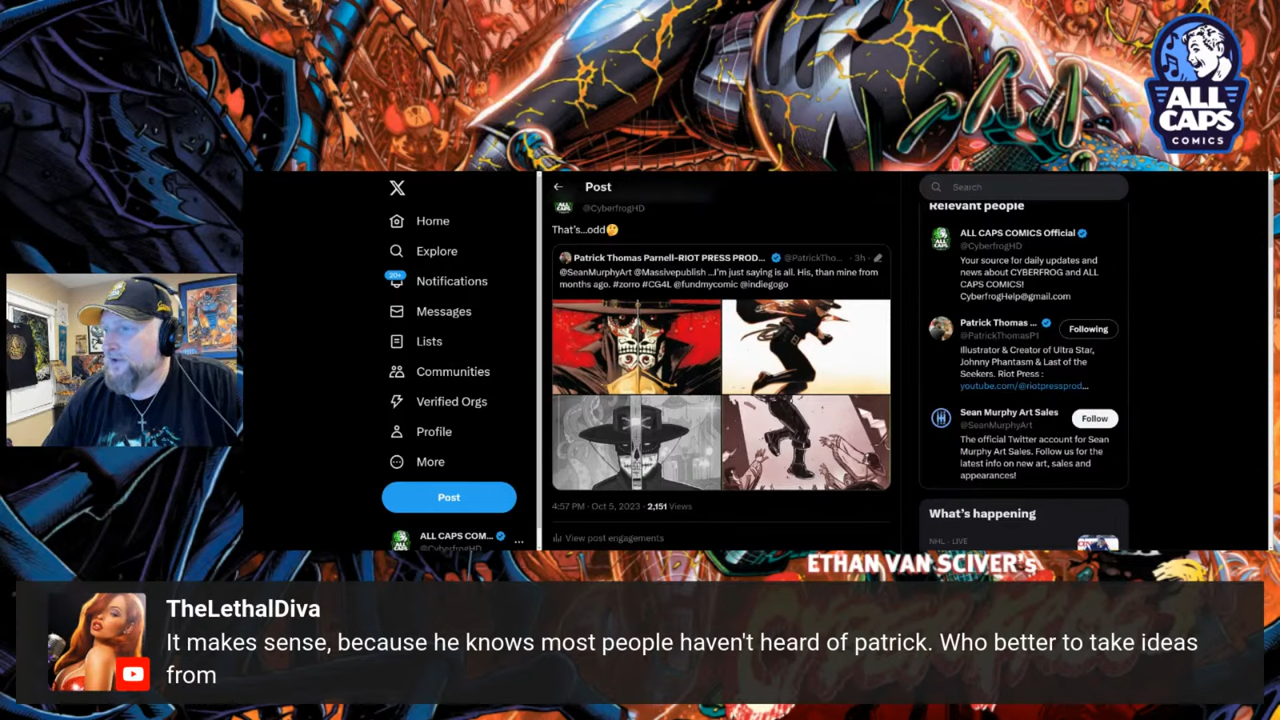 ALL
CAPS
COMICS
Home
Explore
20+
Notifications
Messages
Lists
Communities
Verified Orgs
Profile
More
Post
ALL CAPS COM...
@CyberfrogHD
Post
@CyberfrogHD
That's...odd🤔
Patrick Thomas Parnell-RIOT PRESS PROD... @PatrickTho... · 3h
@SeanMurphyArt @Massivepublish ...I'm just saying is all. His, than mine from
months ago. #zorro #CG4L @fundmycomic @indiegogo
4:57 PM · Oct 5, 2023 · 2,151 Views
View post engagements
Search
Relevant people
ALL CAPS COMICS Official
@CyberfrogHD
Your source for daily updates and
news about CYBERFROG and ALL
CAPS COMICS!
CyberfrogHelp@gmail.com
Patrick Thomas ...
Following
@PatrickThomasP1
Illustrator & Creator of Ultra Star,
Johnny Phantasm & Last of the
Seekers. Riot Press :
youtube.com/@riotpressprod...
Sean Murphy Art Sales
Follow
@SeanMurphyArt
The official Twitter account for Sean
Murphy Art Sales. Follow us for the
latest info on new art, sales and
appearances!
What's happening
NHL · LIVE
ETHAN VAN SCIVER's
TheLethalDiva
It makes sense, because he knows most people haven't heard of patrick. Who better to take ideas
from